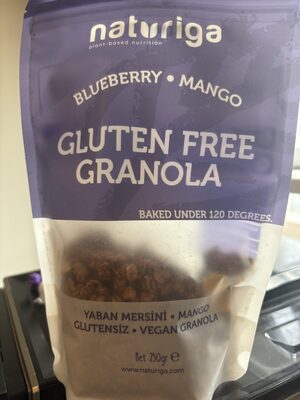 naturiga
plant-based nutrition
BLUEBERRY • MANGO
GLUTEN FREE
GRANOLA
BAKED UNDER 120 DEGREES.
YABAN MERSİNİ • MANGO
GLUTENSİZ • VEGAN GRANOLA
Net 250gr ℮
www.naturiga.com